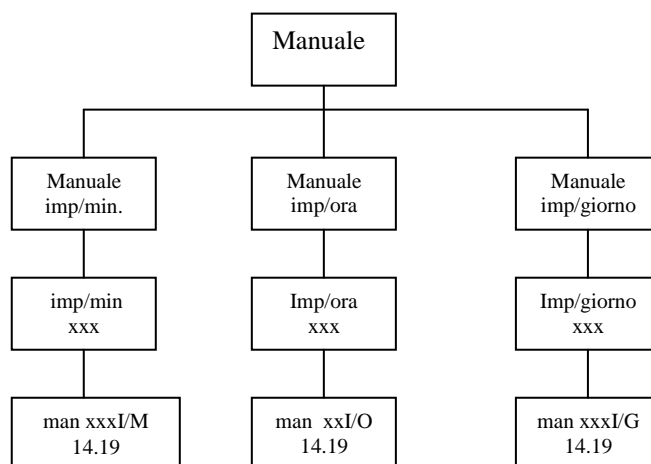 Manuale
Manuale
imp/min.
Manuale
imp/ora
Manuale
imp/giorno
imp/min
xxx
Imp/ora
xxx
Imp/giorno
xxx
man xxxI/M
14.19
man xxI/O
14.19
man xxxI/G
14.19